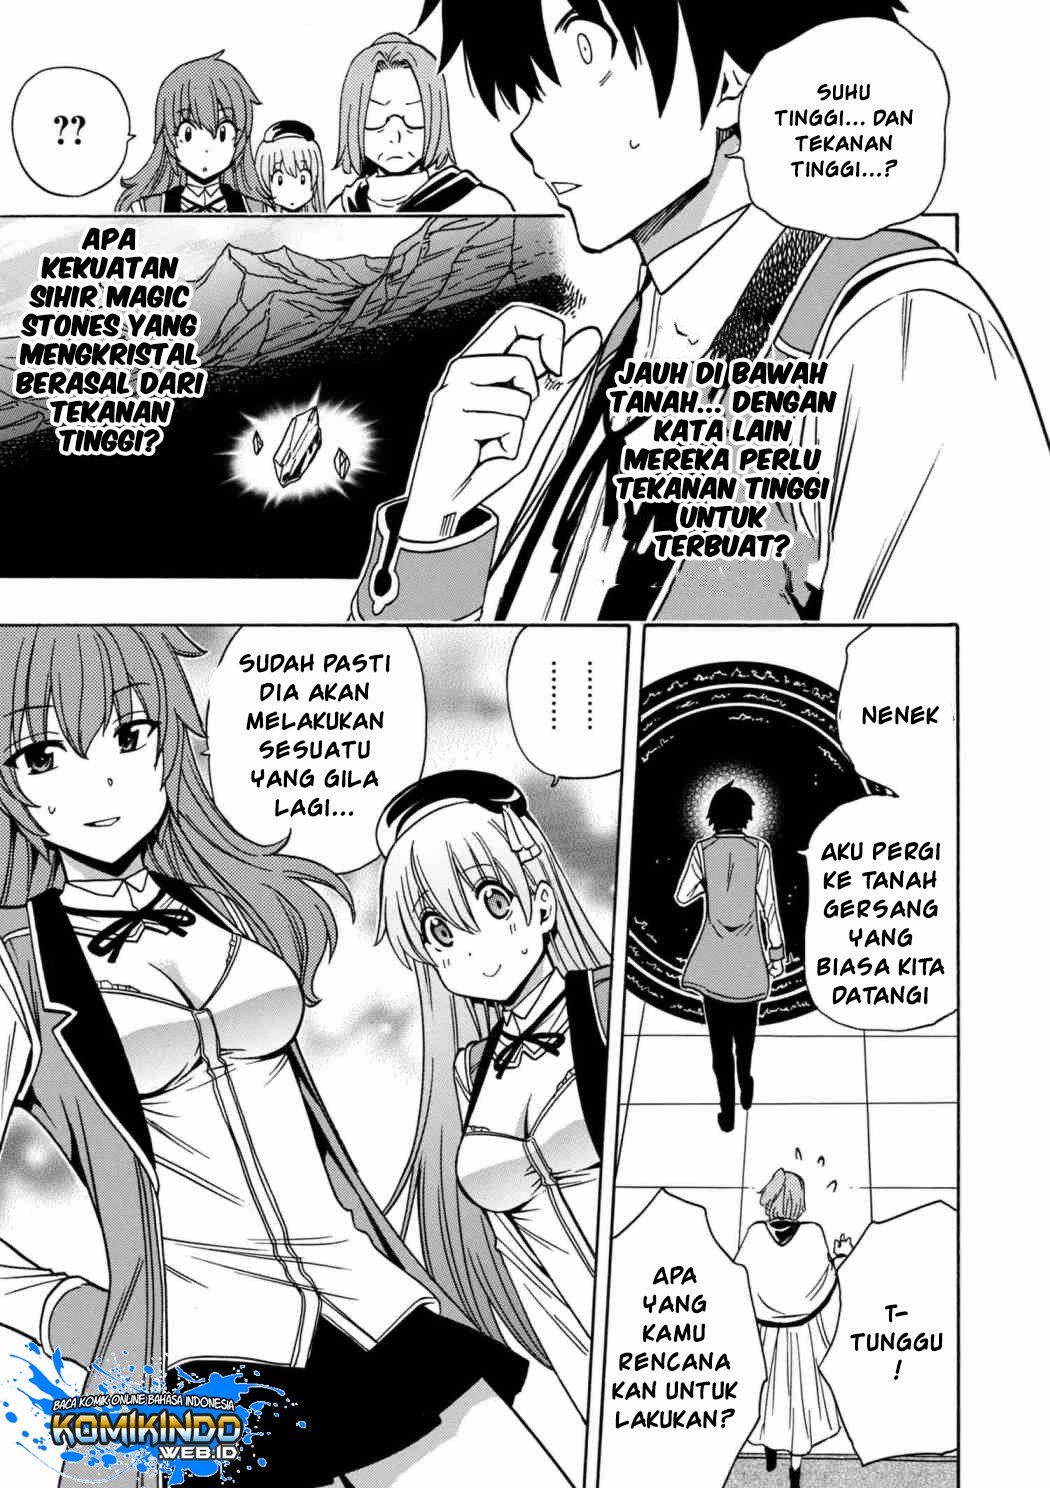 SUHU
TINGGI... DAN
TEKANAN
TINGGI...?
??
JAUH DI BAWAH
TANAH... DENGAN
KATA LAIN
MEREKA PERLU
TEKANAN TINGGI
UNTUK
TERBUAT?
APA
KEKUATAN
SIHIR MAGIC
STONES YANG
MENGKRISTAL
BERASAL DARI
TEKANAN
TINGGI?
NENEK
AKU PERGI
KE TANAH
GERSANG
YANG
BIASA KITA
DATANGI
T-
TUNGGU
!
APA
YANG
KAMU
RENCANA
KAN UNTUK
LAKUKAN?
.........
.........
SUDAH PASTI
DIA AKAN
MELAKUKAN
SESUATU
YANG GILA
LAGI...
BACA KOMIK ONLINE BAHASA INDONESIA
KOMIKINDO
WEB.ID